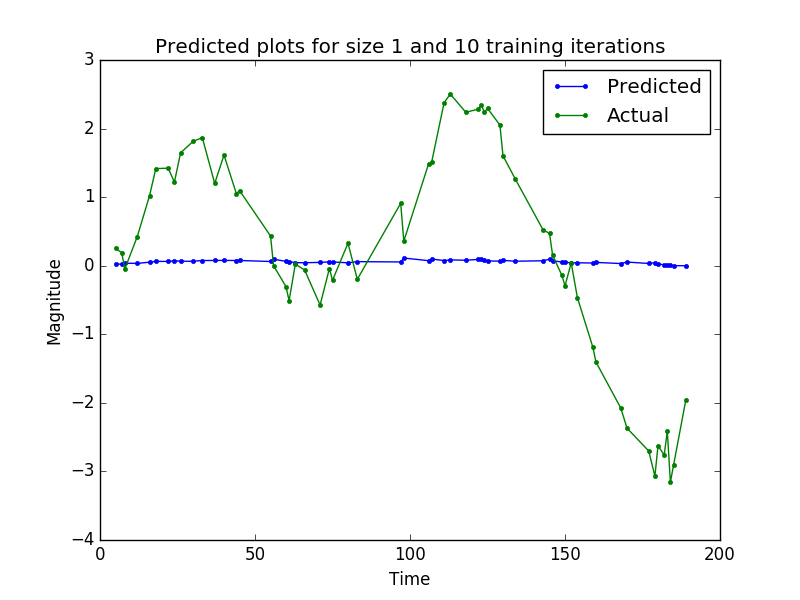 Predicted plots for size 1 and 10 training iterations
3
2
1
0
−1
−2
−3
−4
Magnitude
Predicted
Actual
0
50
100
150
200
Time